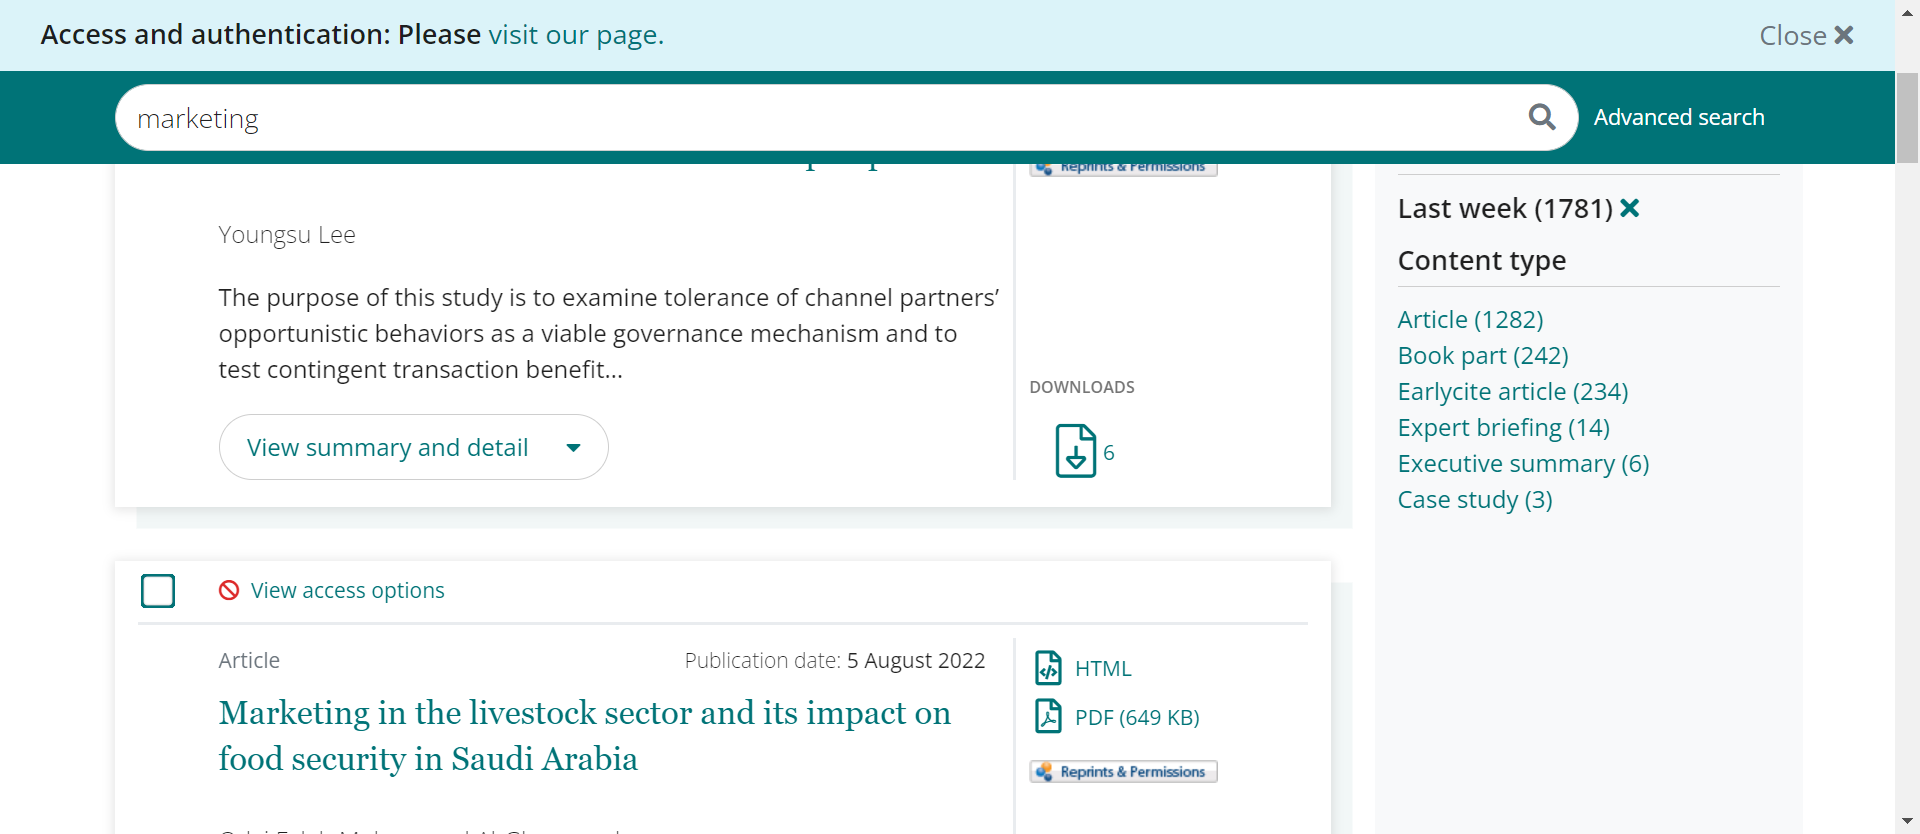 Access and authentication: Please visit our page.
Close
marketing
Advanced search
Reprints & Permissions
Youngsu Lee
The purpose of this study is to examine tolerance of channel partners’
opportunistic behaviors as a viable governance mechanism and to
test contingent transaction benefit...
View summary and detail
DOWNLOADS
6
View access options
Article
Publication date: 5 August 2022
Marketing in the livestock sector and its impact on
food security in Saudi Arabia
HTML
PDF (649 KB)
Reprints & Permissions
Last week (1781)
Content type
Article (1282)
Book part (242)
Earlycite article (234)
Expert briefing (14)
Executive summary (6)
Case study (3)